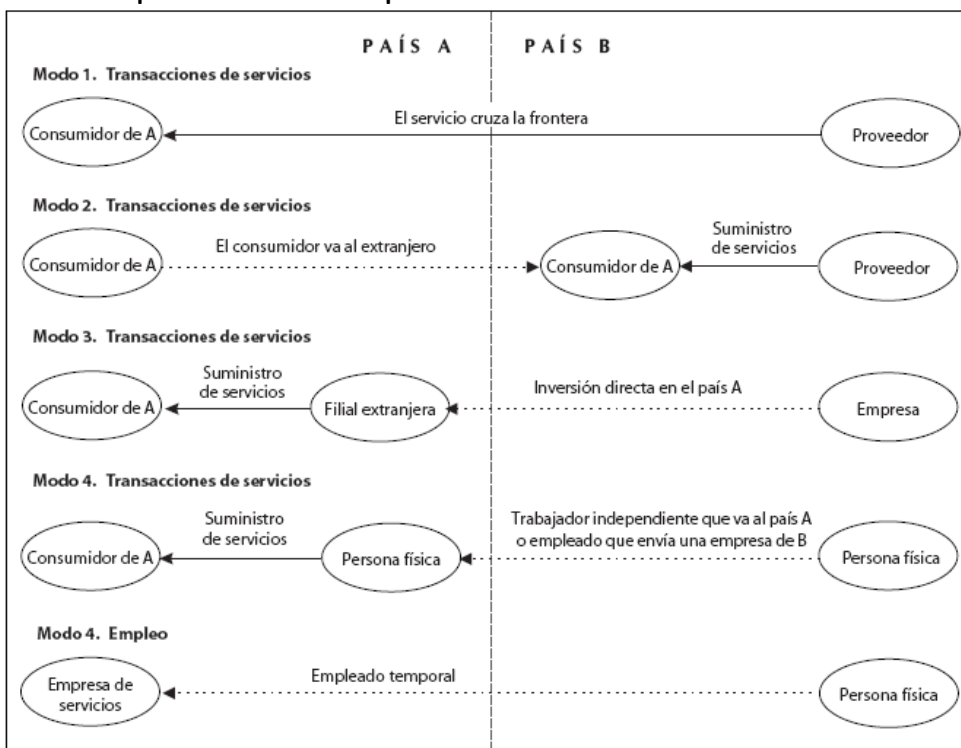 PAÍS A
PAÍS B
Modo 1. Transacciones de servicios
El servicio cruza la frontera
Consumidor de A
Proveedor
Modo 2. Transacciones de servicios
Consumidor de A
El consumidor va al extranjero
Consumidor de A
Suministro
de servicios
Proveedor
Modo 3. Transacciones de servicios
Consumidor de A
Suministro
de servicios
Filial extranjera
Inversión directa en el país A
Empresa
Modo 4. Transacciones de servicios
Consumidor de A
Suministro
de servicios
Persona física
Trabajador independiente que va al país A
o empleado que envía una empresa de B
Persona física
Modo 4. Empleo
Empresa de
servicios
Empleado temporal
Persona física